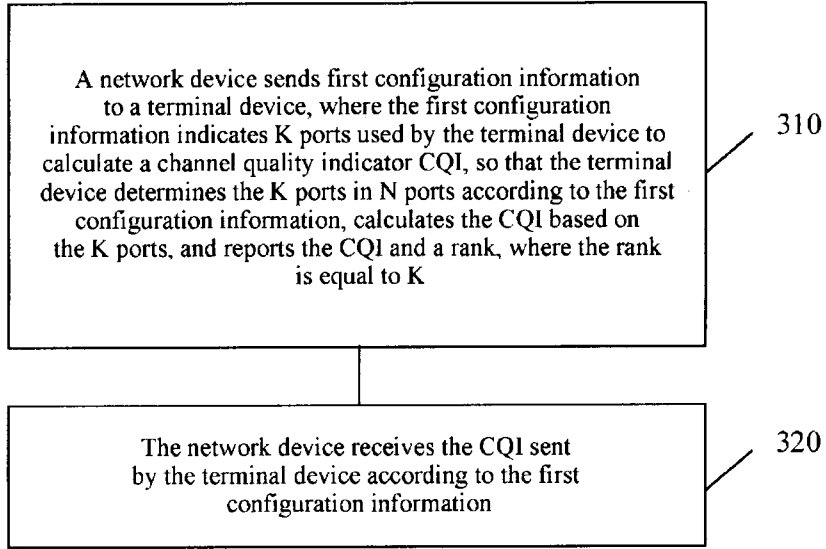 A network device sends first configuration information
to a terminal device, where the first configuration
information indicates K ports used by the terminal device to
calculate a channel quality indicator CQI, so that the terminal
device determines the K ports in N ports according to the first
configuration information, calculates the CQI based on
the K ports, and reports the CQI and a rank, where the rank
is equal to K
310
The network device receives the CQI sent
by the terminal device according to the first
configuration information
320